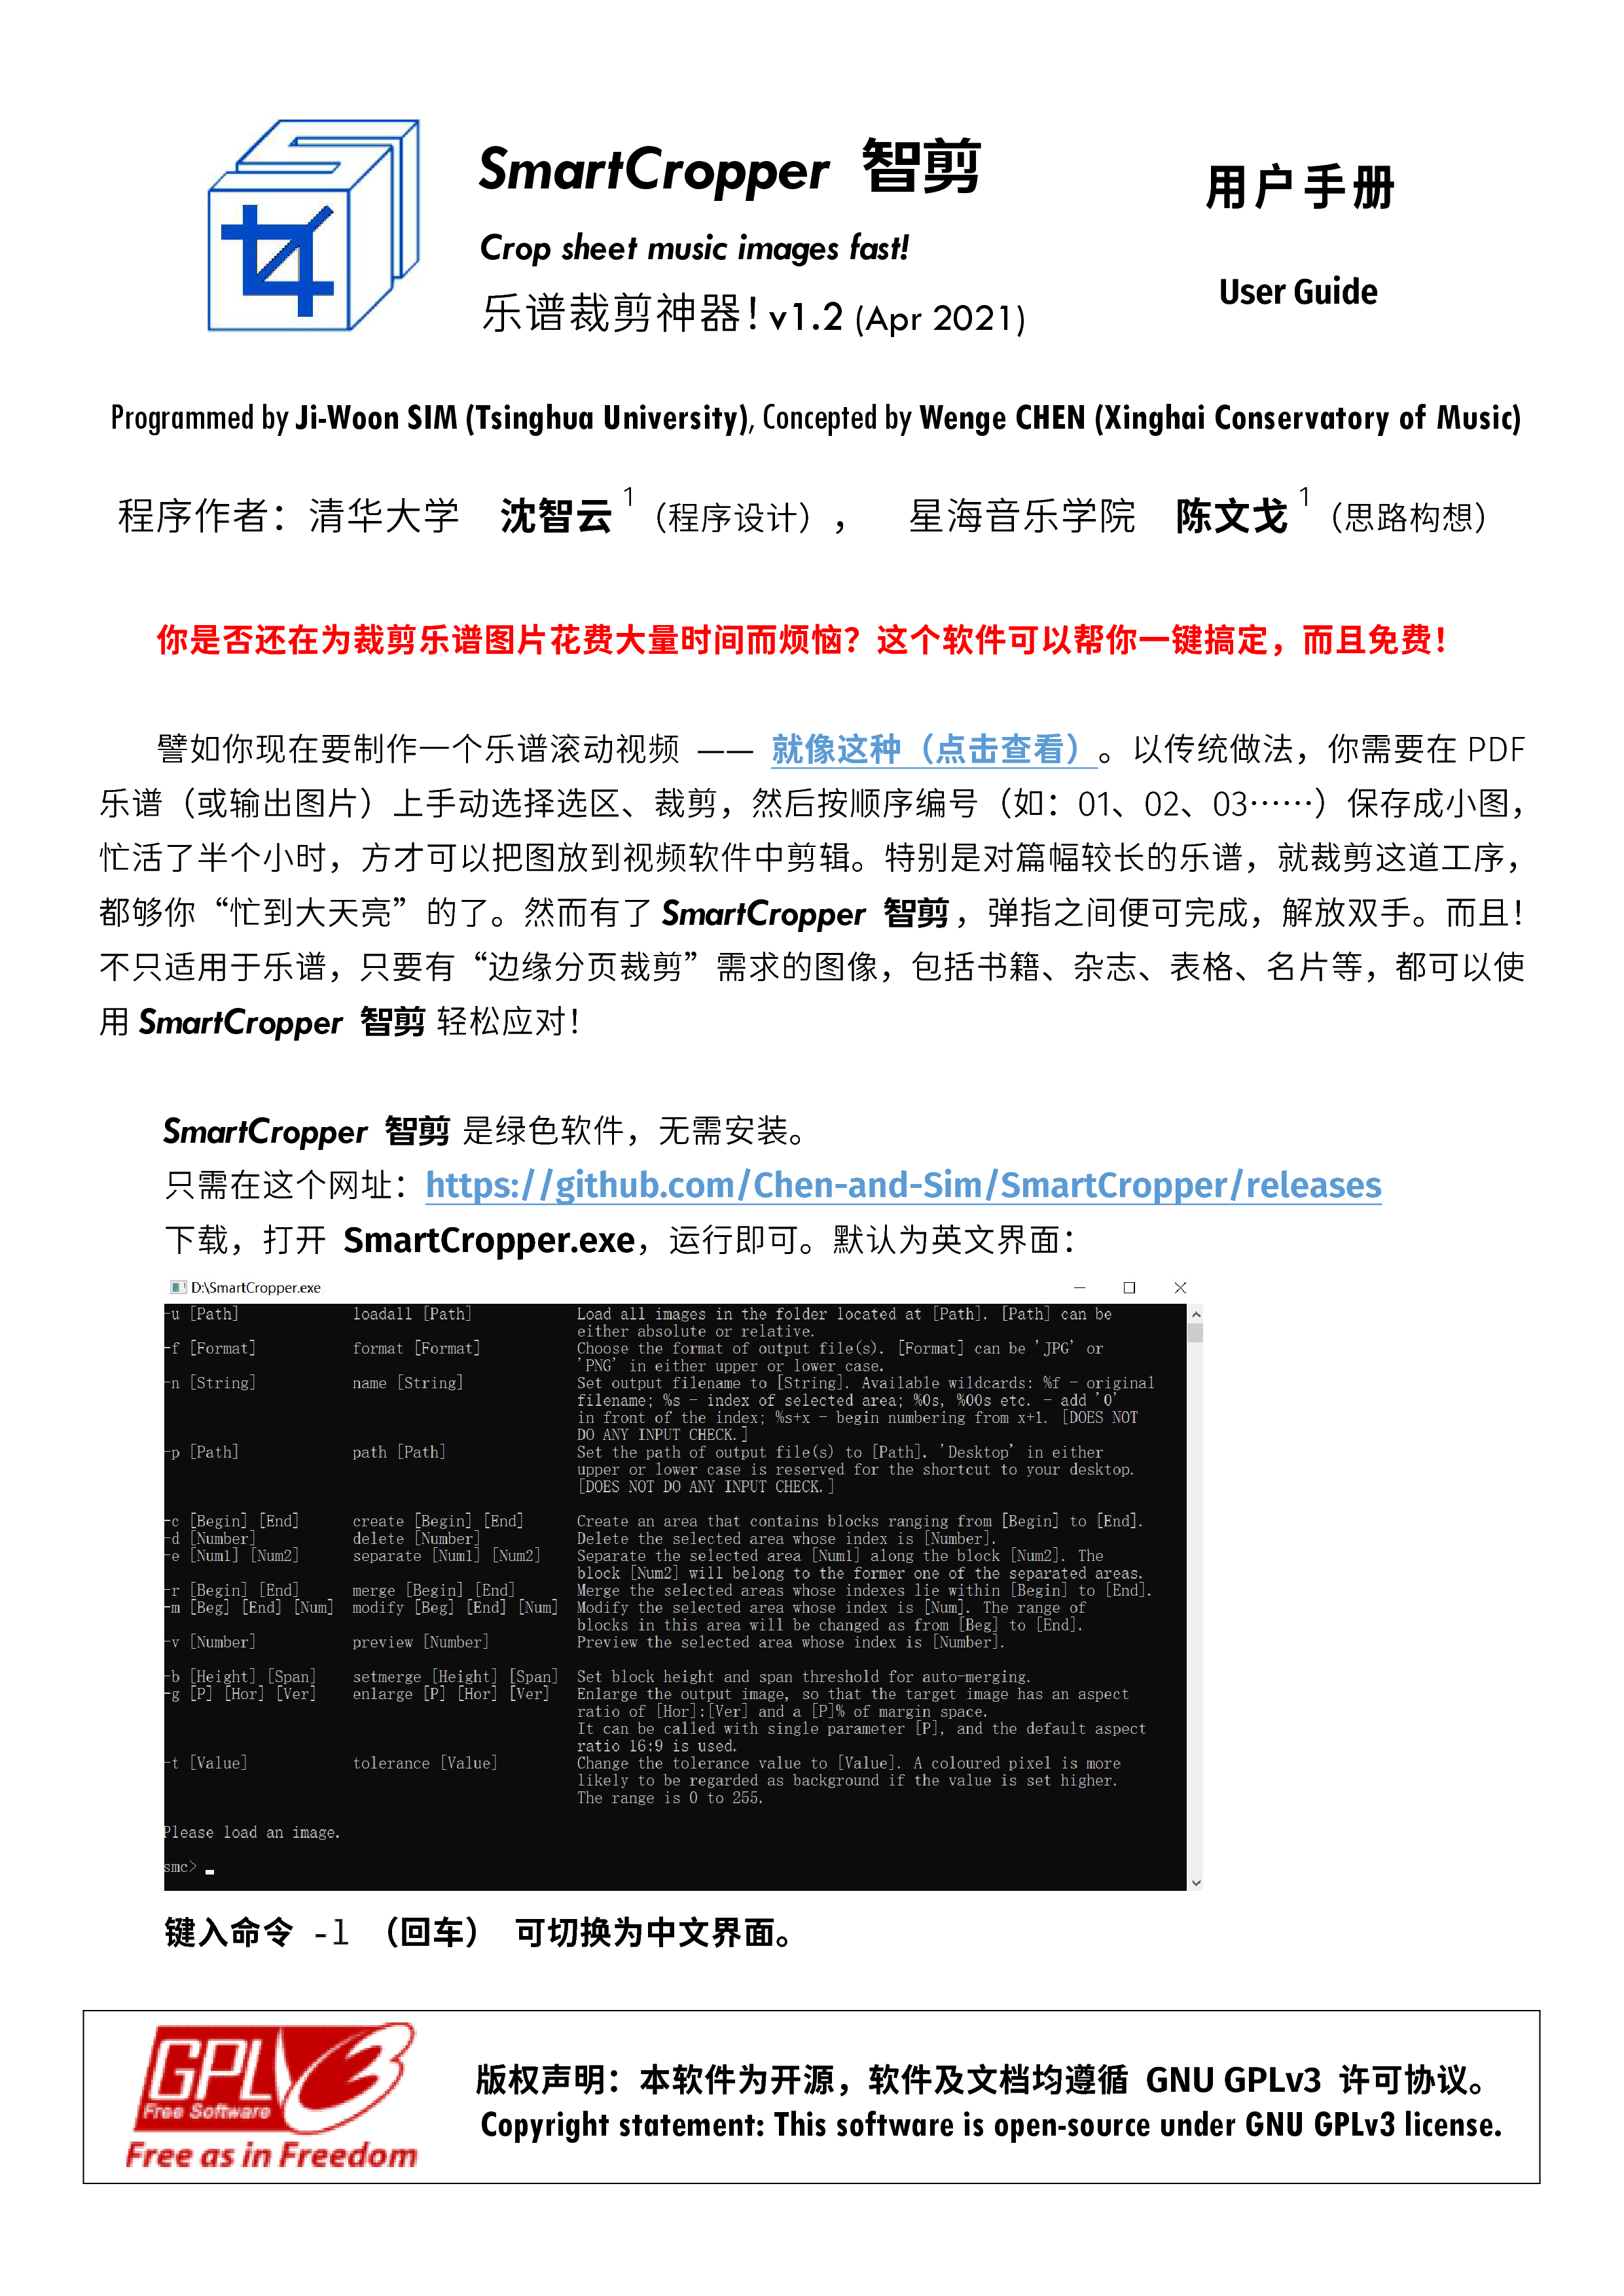 SmartCropper 智剪
Crop sheet music images fast!
乐谱裁剪神器！v1.2 (Apr 2021)
用户手册
User Guide
Programmed by Ji-Woon SIM (Tsinghua University), Concepted by Wenge CHEN (Xinghai Conservatory of Music)
程序作者：清华大学 沈智云 1（程序设计）， 星海音乐学院 陈文戈 1（思路构想）
你是否还在为裁剪乐谱图片花费大量时间而烦恼？这个软件可以帮你一键搞定，而且免费！
譬如你现在要制作一个乐谱滚动视频 —— 就像这种（点击查看）。以传统做法，你需要在 PDF
乐谱（或输出图片）上手动选择选区、裁剪，然后按顺序编号（如：01、02、03……）保存成小图，
忙活了半个小时，方才可以把图放到视频软件中剪辑。特别是对篇幅较长的乐谱，就裁剪这道工序，
都够你“忙到大天亮”的了。然而有了 SmartCropper 智剪，弹指之间便可完成，解放双手。而且！
不只适用于乐谱，只要有“边缘分页裁剪”需求的图像，包括书籍、杂志、表格、名片等，都可以使
用 SmartCropper 智剪 轻松应对！
SmartCropper 智剪 是绿色软件，无需安装。
只需在这个网址：https://github.com/Chen-and-Sim/SmartCropper/releases
下载，打开 SmartCropper.exe，运行即可。默认为英文界面：
D:\SmartCropper.exe
-u [Path] loadall [Path] Load all images in the folder located at [Path]. [Path] can be
either absolute or relative.
-f [Format] format [Format] Choose the format of output file(s). [Format] can be 'JPG' or
'PNG' in either upper or lower case.
-n [String] name [String] Set output filename to [String]. Available wildcards: %f - original
filename; %s - index of selected area; %0s, %00s etc. - add '0'
in front of the index; %s+x - begin numbering from x+1. [DOES NOT
DO ANY INPUT CHECK.]
-p [Path] path [Path] Set the path of output file(s) to [Path]. 'Desktop' in either
upper or lower case is reserved for the shortcut to your desktop.
[DOES NOT DO ANY INPUT CHECK.]
-c [Begin] [End] create [Begin] [End] Create an area that contains blocks ranging from [Begin] to [End].
-d [Number] delete [Number] Delete the selected area whose index is [Number].
-e [Num1] [Num2] separate [Num1] [Num2] Separate the selected area [Num1] along the block [Num2]. The
block [Num2] will belong to the former one of the separated areas.
-r [Begin] [End] merge [Begin] [End] Merge the selected areas whose indexes lie within [Begin] to [End].
-m [Beg] [End] [Num] modify [Beg] [End] [Num] Modify the selected area whose index is [Num]. The range of
blocks in this area will be changed as from [Beg] to [End].
-v [Number] preview [Number] Preview the selected area whose index is [Number].
-b [Height] [Span] setmerge [Height] [Span] Set block height and span threshold for auto-merging.
-g [P] [Hor] [Ver] enlarge [P] [Hor] [Ver] Enlarge the output image, so that the target image has an aspect
ratio of [Hor]:[Ver] and a [P]% of margin space.
It can be called with single parameter [P], and the default aspect
ratio 16:9 is used.
-t [Value] tolerance [Value] Change the tolerance value to [Value]. A coloured pixel is more
likely to be regarded as background if the value is set higher.
The range is 0 to 255.
Please load an image.
smc>
键入命令 -l （回车） 可切换为中文界面。
GPLv3
Free Software
Free as in Freedom
版权声明：本软件为开源，软件及文档均遵循 GNU GPLv3 许可协议。
Copyright statement: This software is open-source under GNU GPLv3 license.